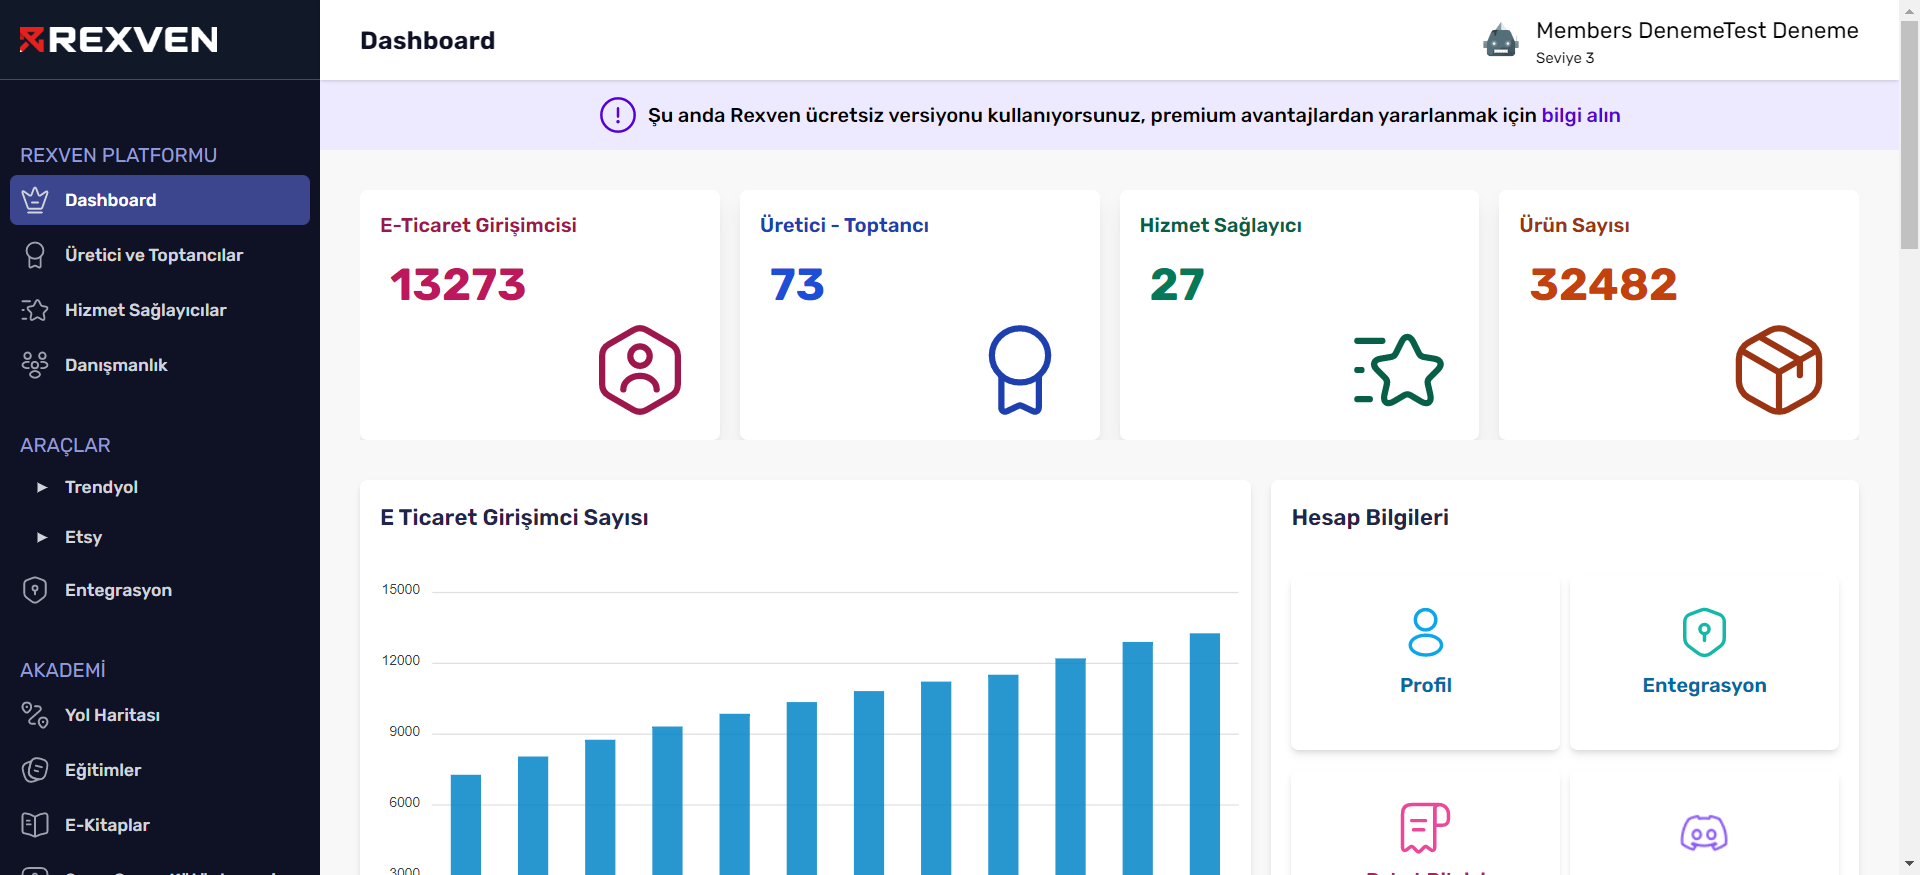 REXVEN
Dashboard
Members DenemeTest Deneme
Seviye 3
Şu anda Rexven ücretsiz versiyonu kullanıyorsunuz, premium avantajlardan yararlanmak için bilgi alın
REXVEN PLATFORMU
Dashboard
Üretici ve Toptancılar
Hizmet Sağlayıcılar
Danışmanlık
ARAÇLAR
Trendyol
Etsy
Entegrasyon
AKADEMİ
Yol Haritası
Eğitimler
E-Kitaplar
E-Ticaret Girişimcisi
13273
Üretici - Toptancı
73
Hizmet Sağlayıcı
27
Ürün Sayısı
32482
E Ticaret Girişimci Sayısı
15000
12000
9000
6000
3000
Hesap Bilgileri
Profil
Entegrasyon